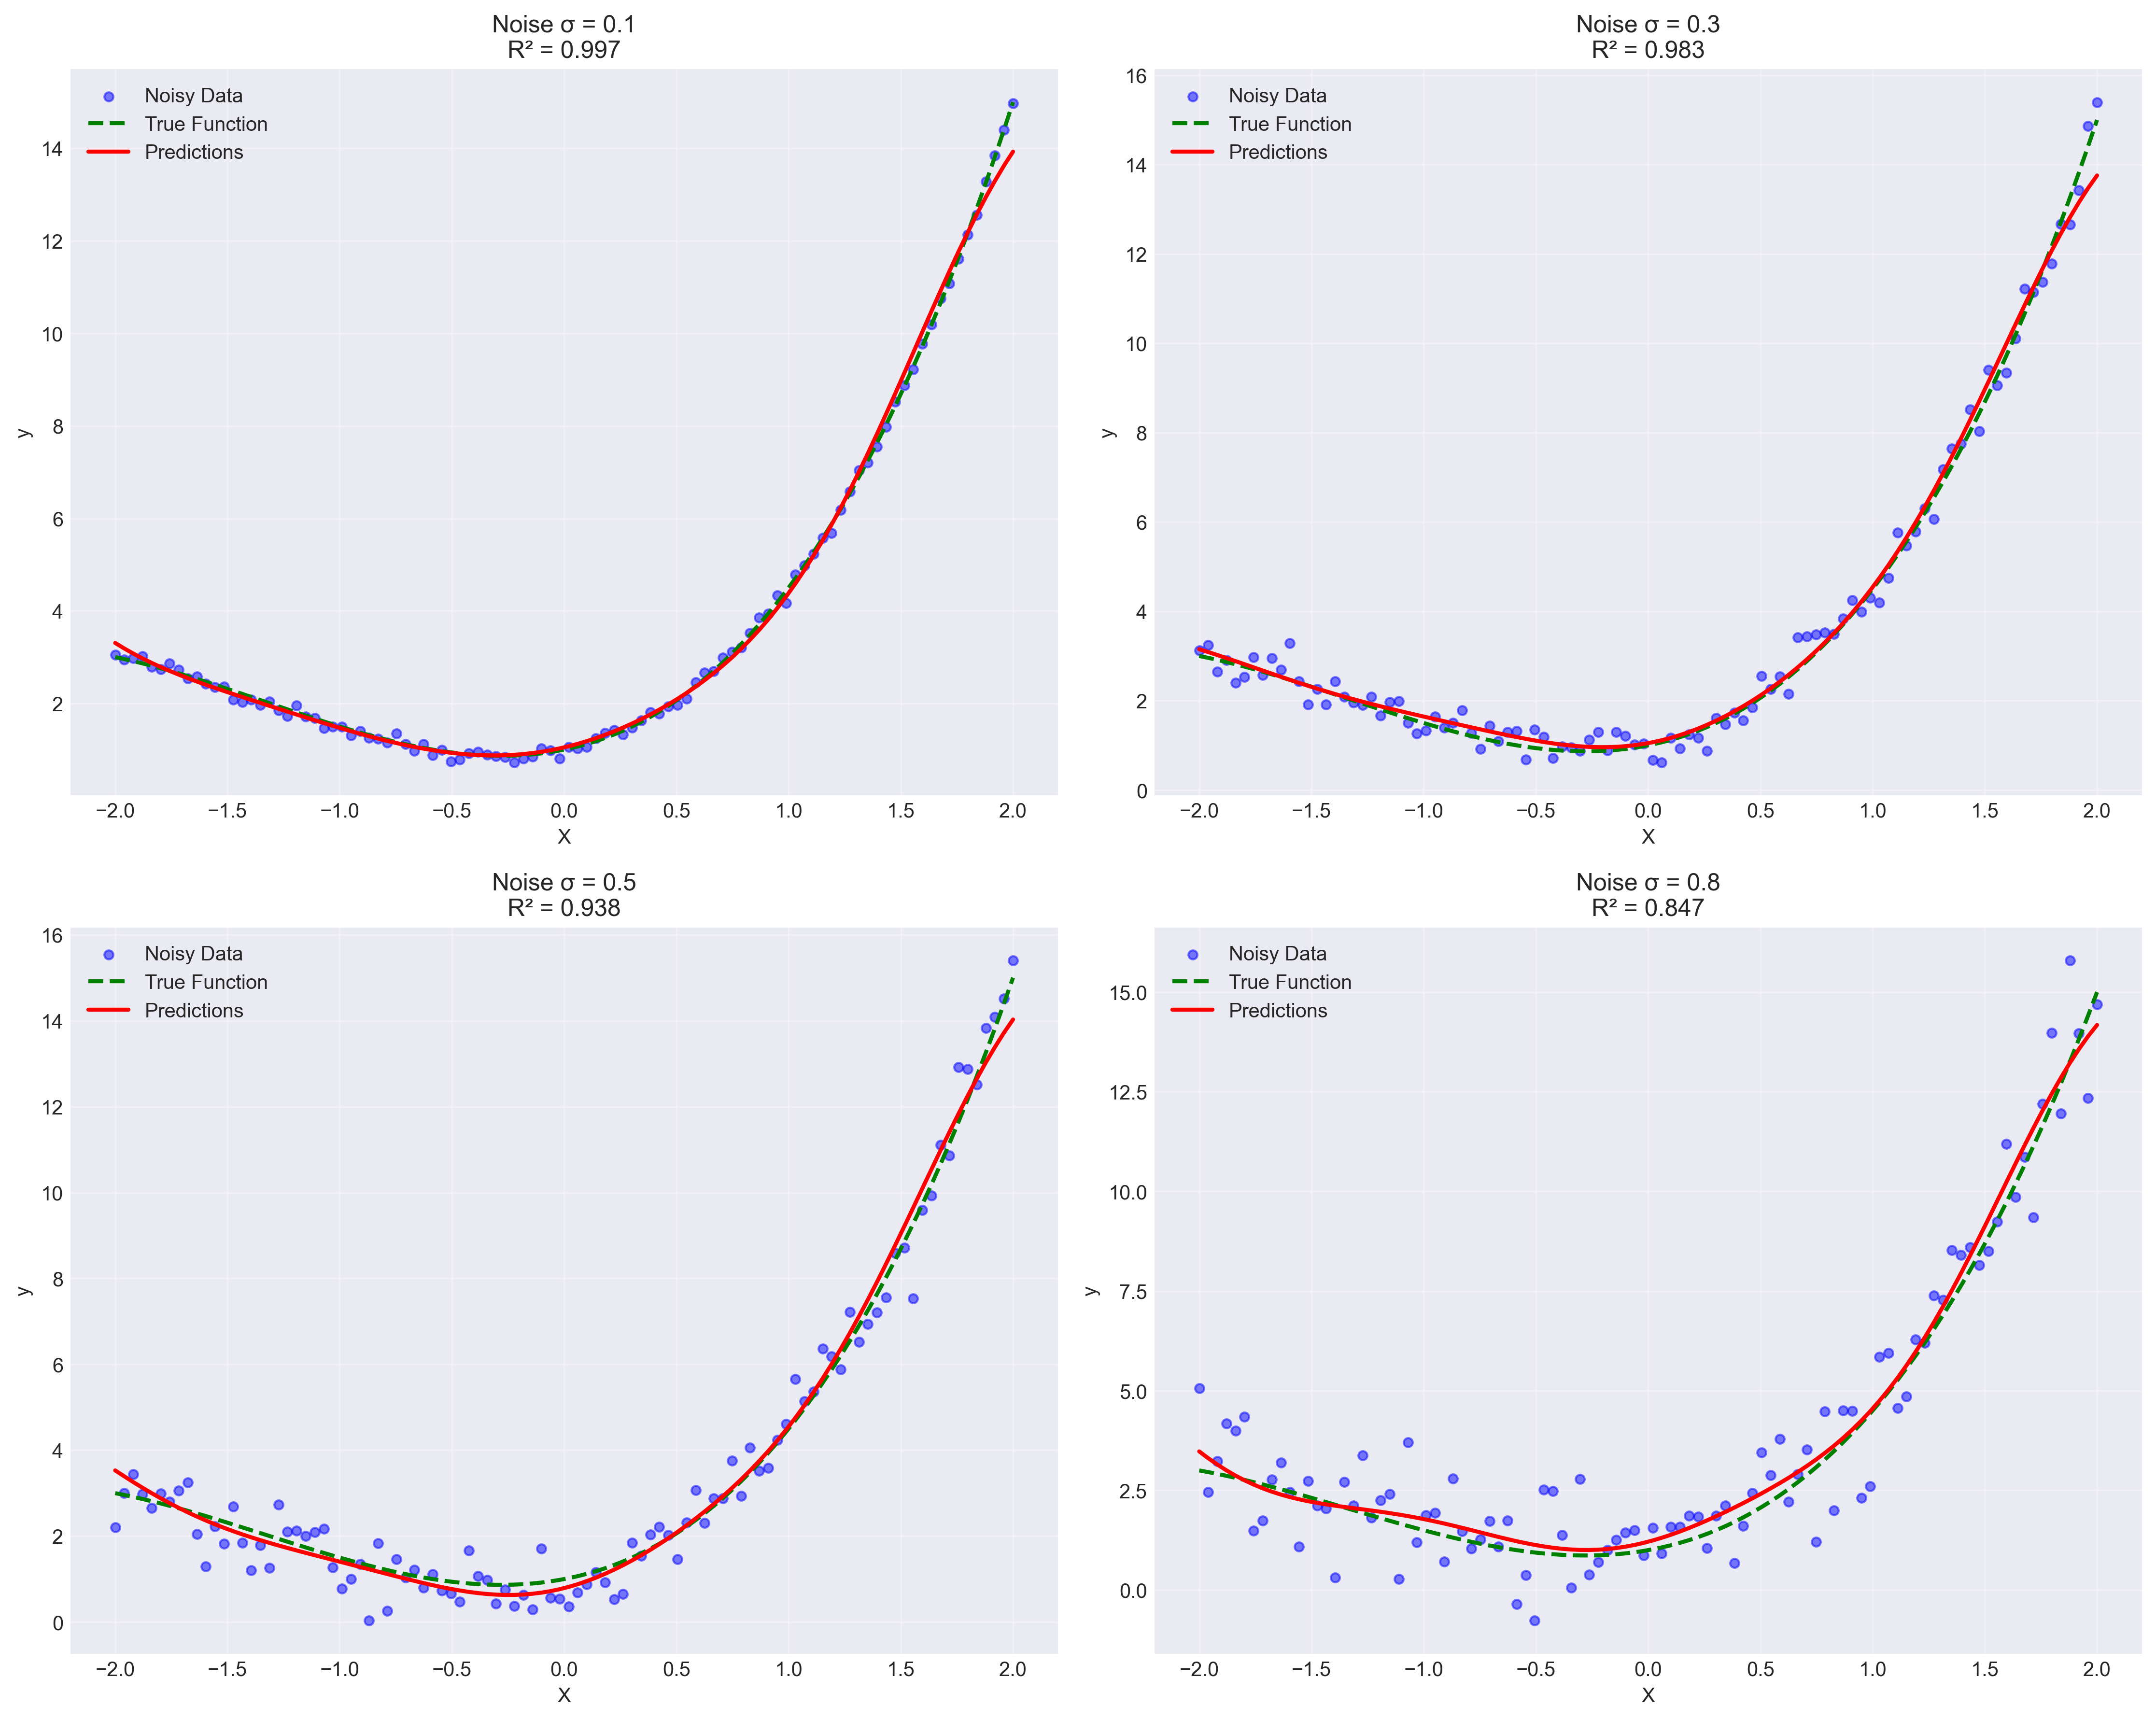 Noise σ = 0.1
R² = 0.997
Noisy Data
True Function
Predictions
14
12
10
8
6
4
2
y
−2.0 −1.5 −1.0 −0.5 0.0 0.5 1.0 1.5 2.0
X
Noise σ = 0.3
R² = 0.983
Noisy Data
True Function
Predictions
16
14
12
10
8
6
4
2
0
y
−2.0 −1.5 −1.0 −0.5 0.0 0.5 1.0 1.5 2.0
X
Noise σ = 0.5
R² = 0.938
Noisy Data
True Function
Predictions
16
14
12
10
8
6
4
2
0
y
−2.0 −1.5 −1.0 −0.5 0.0 0.5 1.0 1.5 2.0
X
Noise σ = 0.8
R² = 0.847
Noisy Data
True Function
Predictions
15.0
12.5
10.0
7.5
5.0
2.5
0.0
y
−2.0 −1.5 −1.0 −0.5 0.0 0.5 1.0 1.5 2.0
X